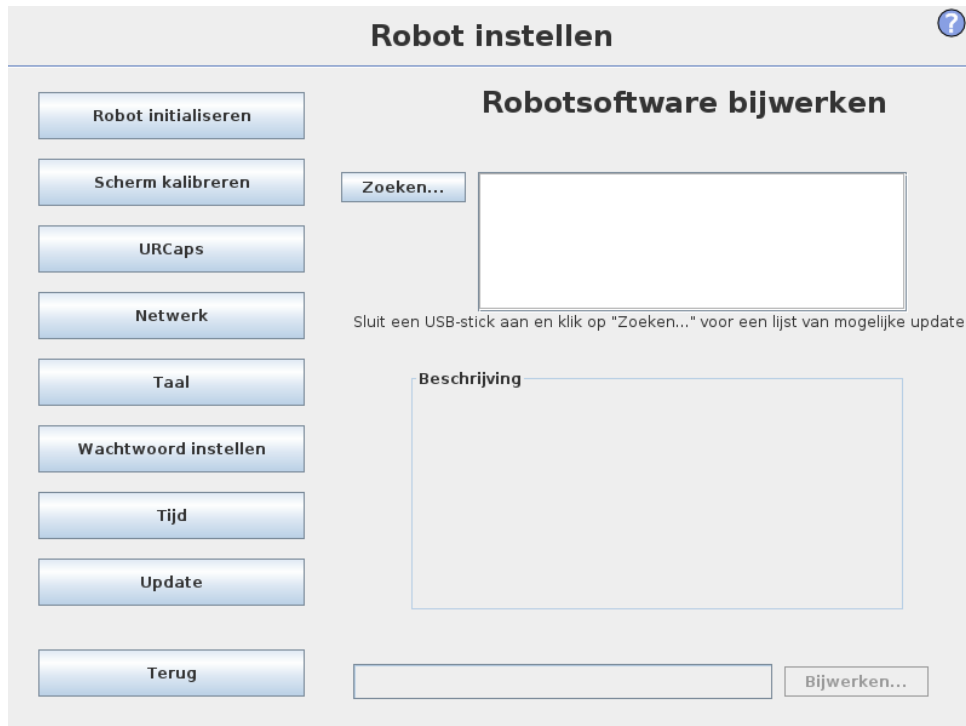 Robot instellen
?
Robot initialiseren
Scherm kalibreren
URCaps
Netwerk
Taal
Wachtwoord instellen
Tijd
Update
Terug
Robotsoftware bijwerken
Zoeken...
Sluit een USB-stick aan en klik op "Zoeken..." voor een lijst van mogelijke update
Beschrijving
Bijwerken...